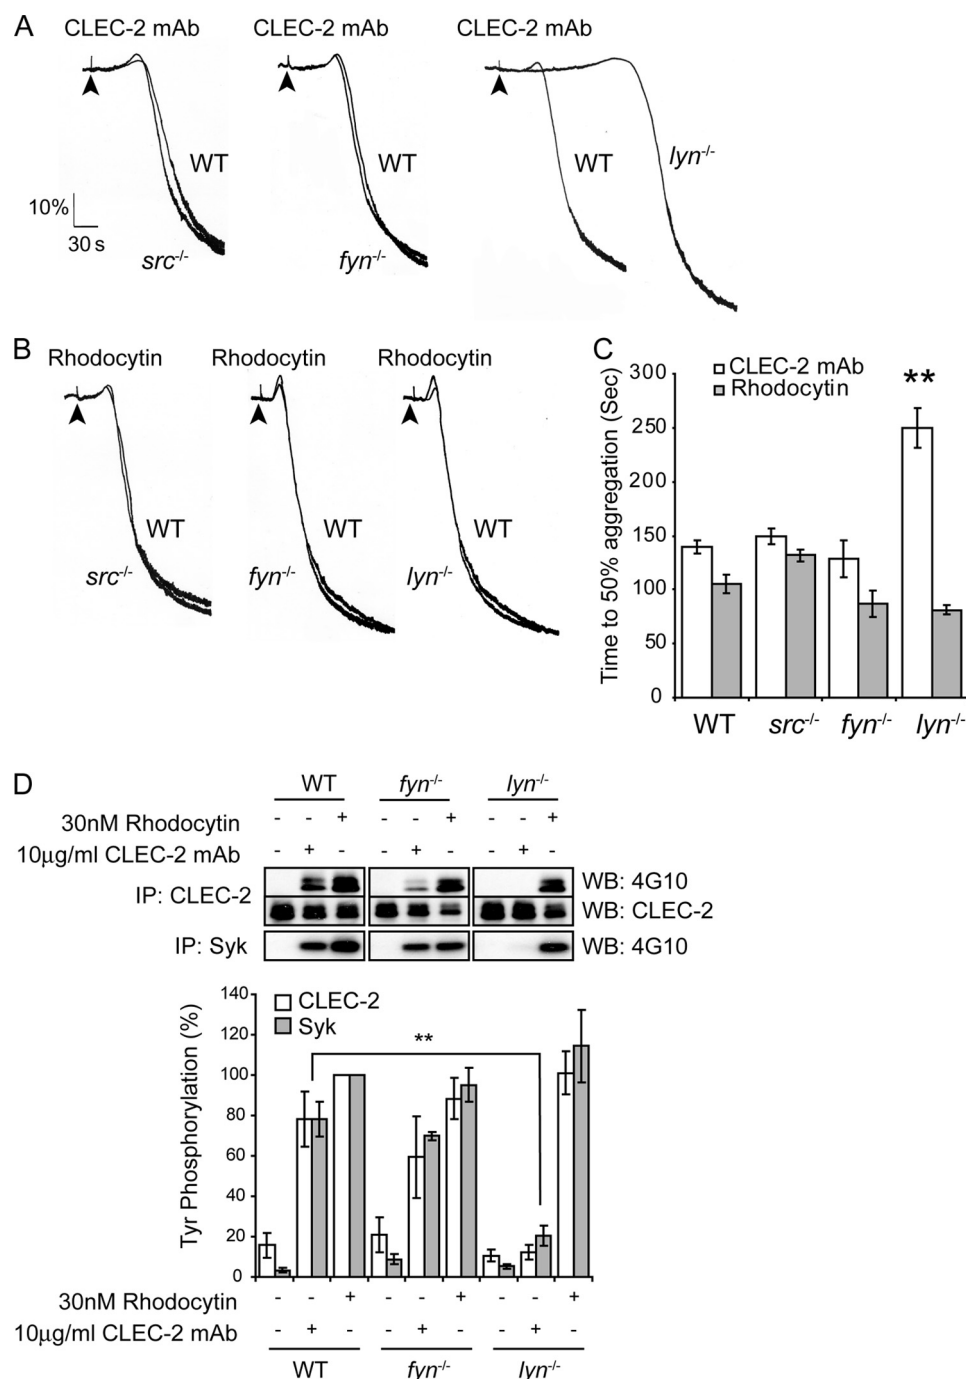 A
CLEC-2 mAb CLEC-2 mAb CLEC-2 mAb
WT WT WT lyn-/-
10%
30 s
src-/- fyn-/-
B
Rhodocytin Rhodocytin Rhodocytin
WT WT WT
src-/- fyn-/- lyn-/-
C
CLEC-2 mAb
Rhodocytin
**
Time to 50% aggregation (Sec)
300
250
200
150
100
50
0
WT src-/- fyn-/- lyn-/-
D
WT fyn-/- lyn-/-
30nM Rhodocytin - - + - - + - - +
10µg/ml CLEC-2 mAb - + - - + - - + -
IP: CLEC-2 WB: 4G10
WB: CLEC-2
IP: Syk WB: 4G10
CLEC-2
Syk
**
Tyr Phosphorylation (%)
140
120
100
80
60
40
20
0
30nM Rhodocytin - - + - - + - - +
10µg/ml CLEC-2 mAb - + - - + - - + -
WT fyn-/- lyn-/-